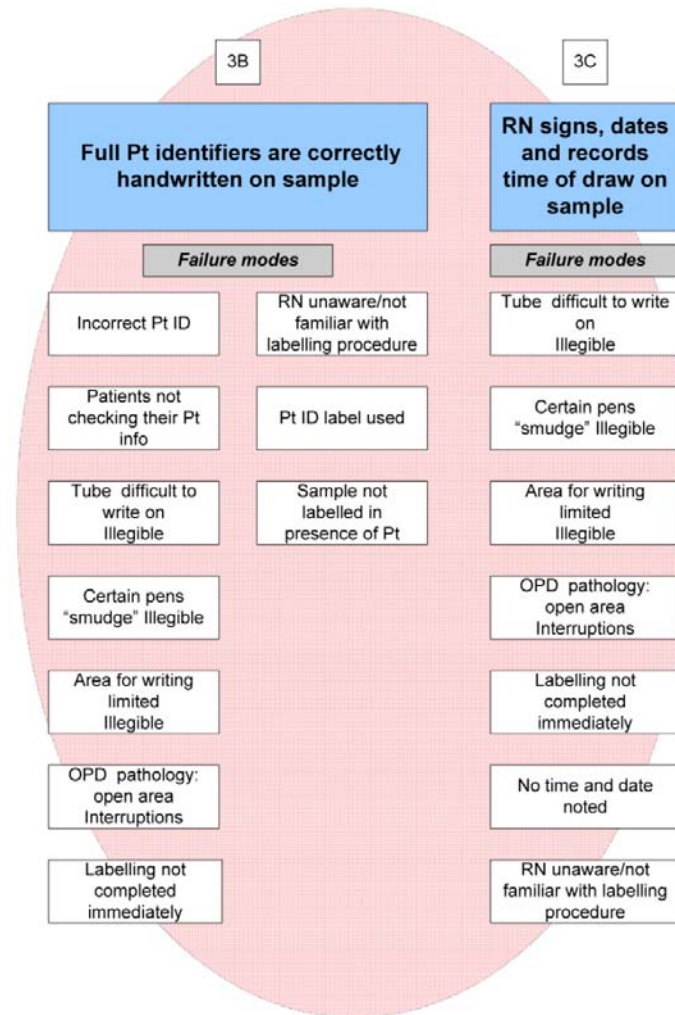 3B
Full Pt identifiers are correctly
handwritten on sample
Failure modes
Incorrect Pt ID
Patients not
checking their Pt
info
Tube difficult to
write on
Illegible
Certain pens
“smudge” Illegible
Area for writing
limited
Illegible
OPD pathology:
open area
Interruptions
Labelling not
completed
immediately
RN unaware/not
familiar with
labelling procedure
Pt ID label used
Sample not
labelled in
presence of Pt
3C
RN signs, dates
and records
time of draw on
sample
Failure modes
Tube difficult to write
on
Illegible
Certain pens
“smudge” Illegible
Area for writing
limited
Illegible
OPD pathology:
open area
Interruptions
Labelling not
completed
immediately
No time and date
noted
RN unaware/not
familiar with labelling
procedure